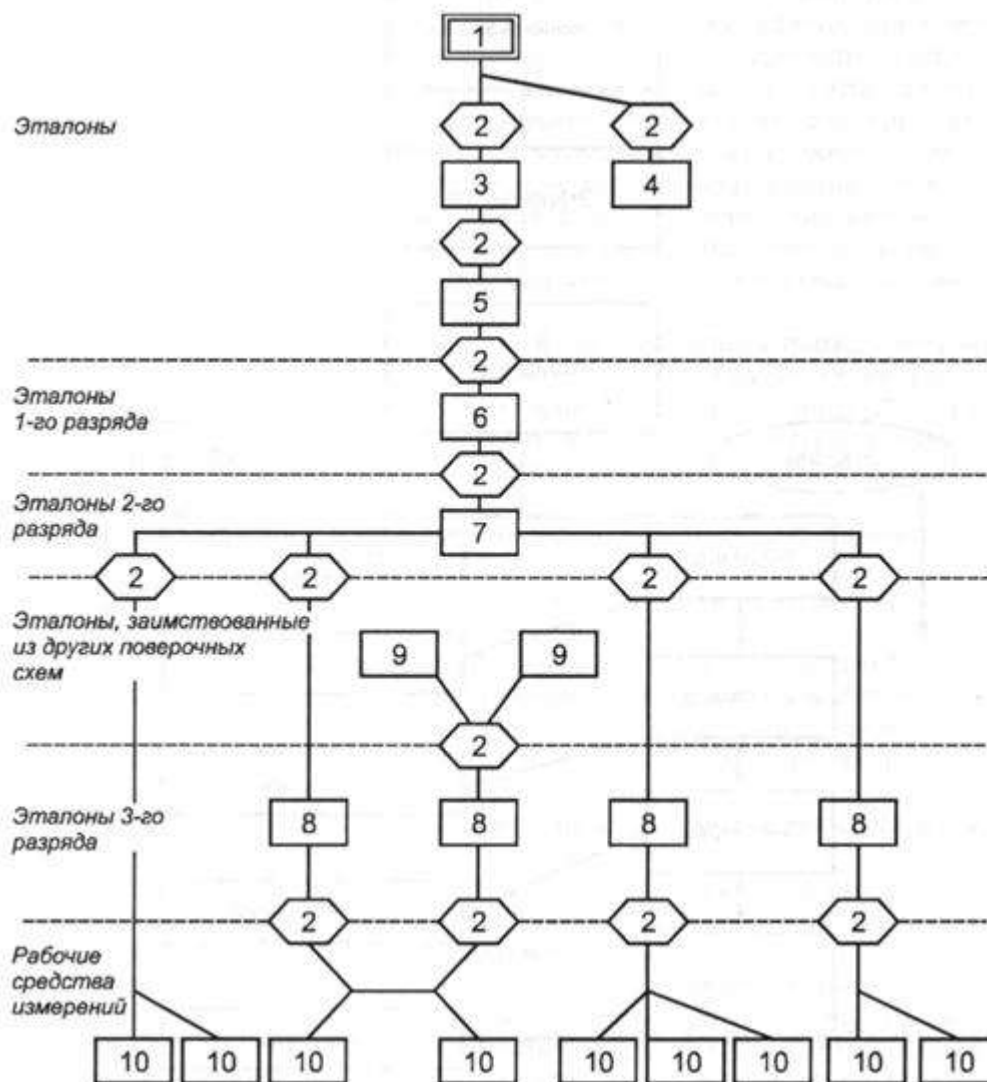 1
Эталоны
2 2
3 4
2
5
2
Эталоны
1-го разряда
6
2
Эталоны 2-го
разряда
7
2 2 2 2
Эталоны, заимствованные
из других поверочных
схем
9 9
2
Эталоны 3-го
разряда
8 8 8 8
2 2 2 2
Рабочие
средства
измерений
10 10 10 10 10 10 10 10 10